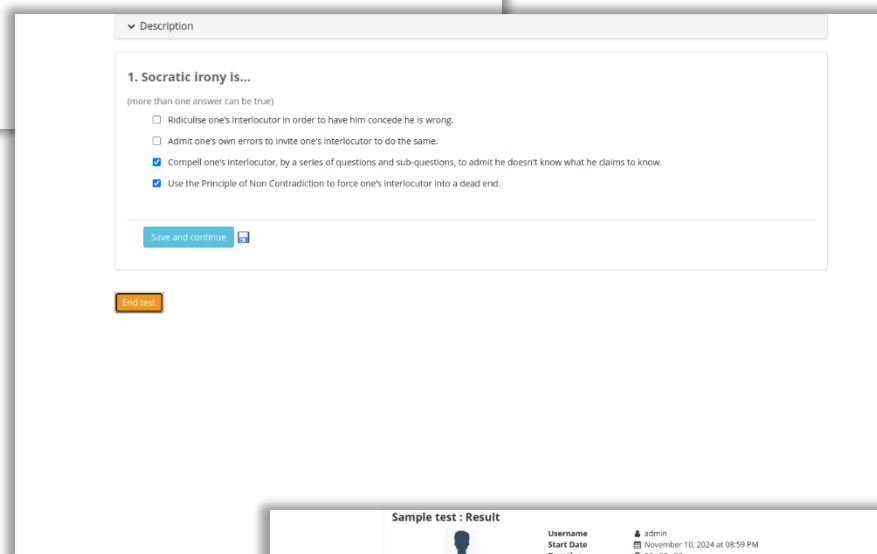 Description
1. Socratic irony is...
(more than one answer can be true)
Ridiculise one's interlocutor in order to have him concede he is wrong.
Admit one's own errors to invite one's interlocutor to do the same.
Compell one's interlocutor, by a series of questions and sub-questions, to admit he doesn't know what he claims to know.
Use the Principle of Non Contradiction to force one's interlocutor into a dead end.
Save and continue
End test
Sample test : Result
Username admin
Start Date November 10, 2024 at 08:59 PM